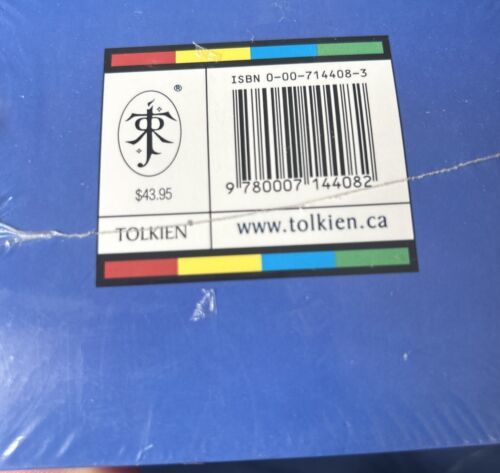 ISBN 0-00-714408-3
®
$43.95
9 780007 144082
TOLKIEN®
www.tolkien.ca